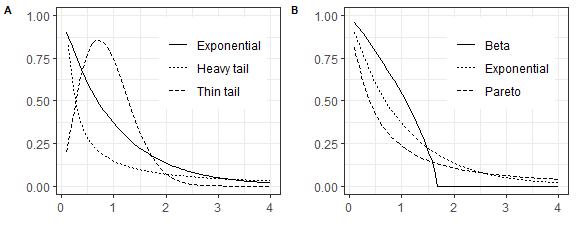 A
1.00
0.75
0.50
0.25
0.00
0 1 2 3 4
Exponential
Heavy tail
Thin tail
B
1.00
0.75
0.50
0.25
0.00
0 1 2 3 4
Beta
Exponential
Pareto